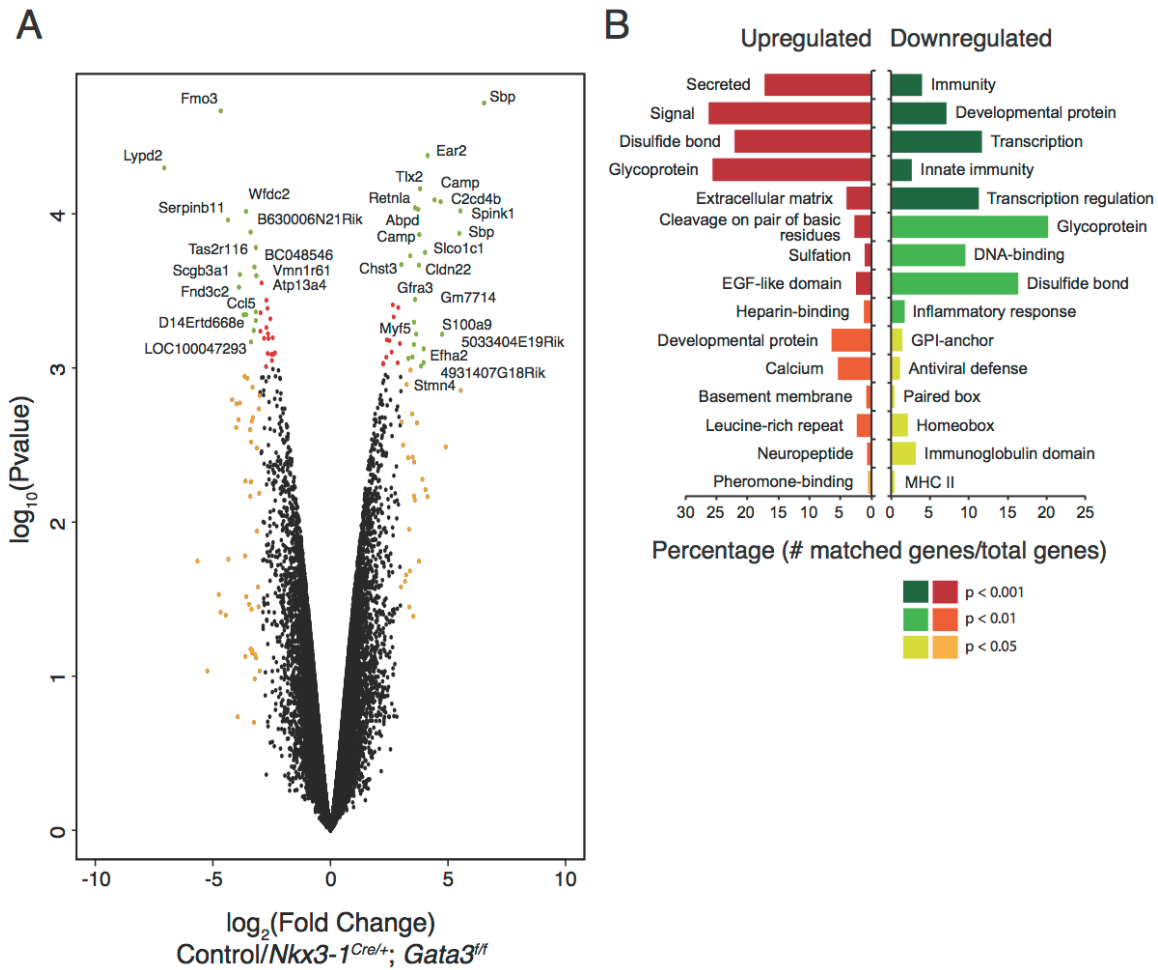 A
Fmo3
Sbp
Ear2
Lypd2
Tlx2
Camp
Wfdc2
Retnla
C2cd4b
Serpinb11
B630006N21Rik
Abpd
Spink1
Camp
Sbp
Tas2r116
BC048546
Slco1c1
Scgb3a1
Vmn1r61
Chst3
Cldn22
Atp13a4
Fnd3c2
Gfra3
Gm7714
Ccl5
D14Ertd668e
Myf5
S100a9
5033404E19Rik
LOC100047293
Efha2
4931407G18Rik
Stmn4
log10(Pvalue)
4
3
2
1
0
-10 -5 0 5 10
log2(Fold Change)
Control/Nkx3-1Cre/+; Gata3f/f
B
Upregulated Downregulated
Secreted Immunity
Signal Developmental protein
Disulfide bond Transcription
Glycoprotein Innate immunity
Extracellular matrix Transcription regulation
Cleavage on pair of basic
residues Glycoprotein
Sulfation DNA-binding
EGF-like domain Disulfide bond
Heparin-binding Inflammatory response
Developmental protein GPI-anchor
Calcium Antiviral defense
Basement membrane Paired box
Leucine-rich repeat Homeobox
Neuropeptide Immunoglobulin domain
Pheromone-binding MHC II
30 25 20 15 10 5 0 0 5 10 15 20 25
Percentage (# matched genes/total genes)
p < 0.001
p < 0.01
p < 0.05